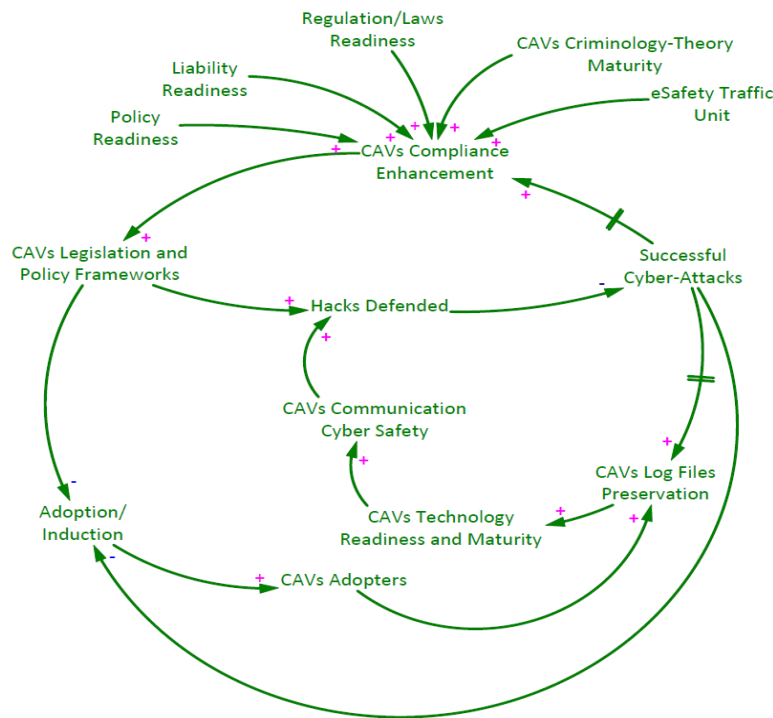 Regulation/Laws
Readiness
CAVs Criminology-Theory
Maturity
Liability
Readiness
eSafety Traffic
Unit
Policy
Readiness
+
+
+
+
+
+
CAVs Compliance
Enhancement
+
+
CAVs Legislation and
Policy Frameworks
Successful
Cyber-Attacks
+
Hacks Defended
-
+
CAVs Communication
Cyber Safety
+
+
CAVs Log Files
Preservation
-
Adoption/
Induction
CAVs Technology
Readiness and Maturity
+
+
-
+
CAVs Adopters